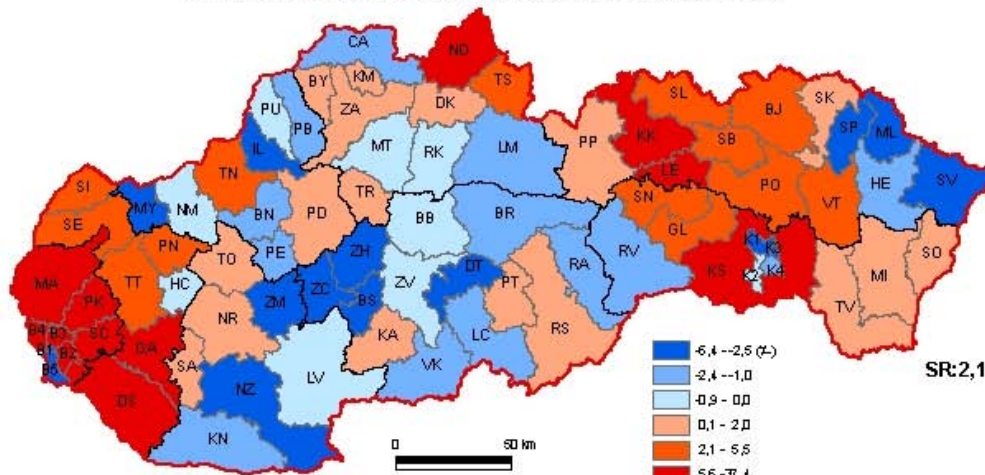 CA
NO
TS
BY
KM
PU
PB
ZA
DK
SL
BJ
SK
SP
ML
IL
MT
RK
LM
PP
KK
SB
LE
PO
HE
SV
SI
SE
TN
MY
NM
BN
PD
TR
BB
BR
SN
GL
VT
PN
PE
ZH
RV
KS
K1
K3
K2
K4
SO
MI
TV
MA
TT
HC
TO
ZM
ZC
BS
ZV
DT
PT
RA
PK
B4
B3
SC
B1
B2
B5
GA
NR
SA
KA
LC
RS
DS
NZ
LV
VK
KN
0 50 km
-2,4 --1,0
-0,9 - 0,0
0,1 - 2,0
2,1 - 5,5
SR:2,1